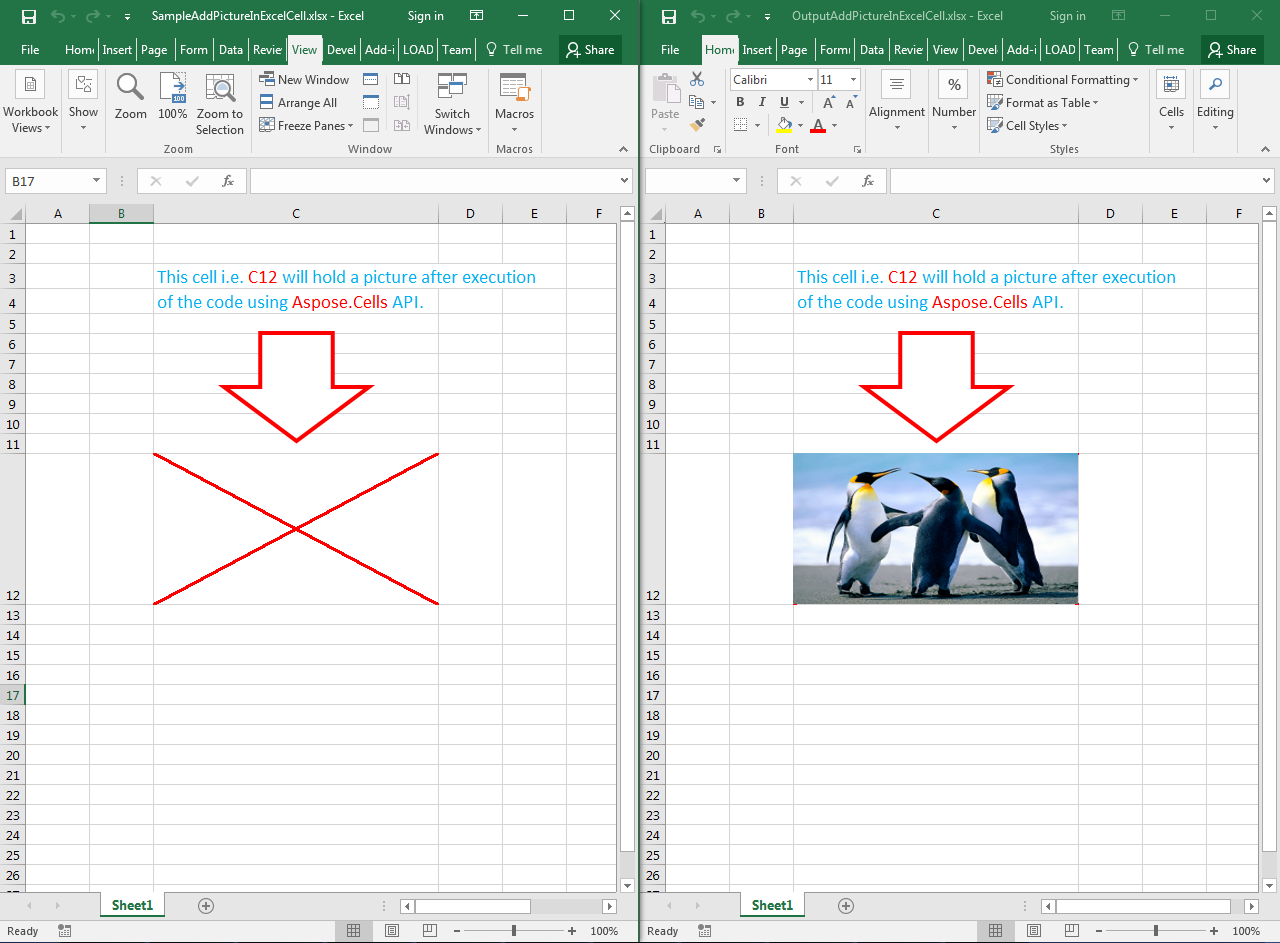 SampleAddPictureInExcelCell.xlsx - Excel Sign in
File Home Insert Page Form Data Revie View Devel Add-i LOAD Team Tell me Share
Workbook Views
Show
Zoom
100%
Zoom to Selection
Zoom
New Window
Arrange All
Freeze Panes
Switch Windows
Window
Macros
Macros
B17 fx
A B C D E F
1
2
3 This cell i.e. C12 will hold a picture after execution
4 of the code using Aspose.Cells API.
5
6
7
8
9
10
11
12
13
14
15
16
17
18
19
20
21
22
23
24
25
26
Sheet1
Ready 100%
OutputAddPictureInExcelCell.xlsx - Excel Sign in
File Home Insert Page Form Data Revie View Devel Add-i LOAD Team Tell me Share
Paste
Clipboard
Calibri 11
B I U A A
A
Font
Alignment
%
Number
Conditional Formatting
Format as Table
Cell Styles
Styles
Cells
Editing
fx
A B C D E F
1
2
3 This cell i.e. C12 will hold a picture after execution
4 of the code using Aspose.Cells API.
5
6
7
8
9
10
11
12
13
14
15
16
17
18
19
20
21
22
23
24
25
26
Sheet1
Ready 100%